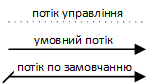 потік управління
умовний потік
потік по замовчанню